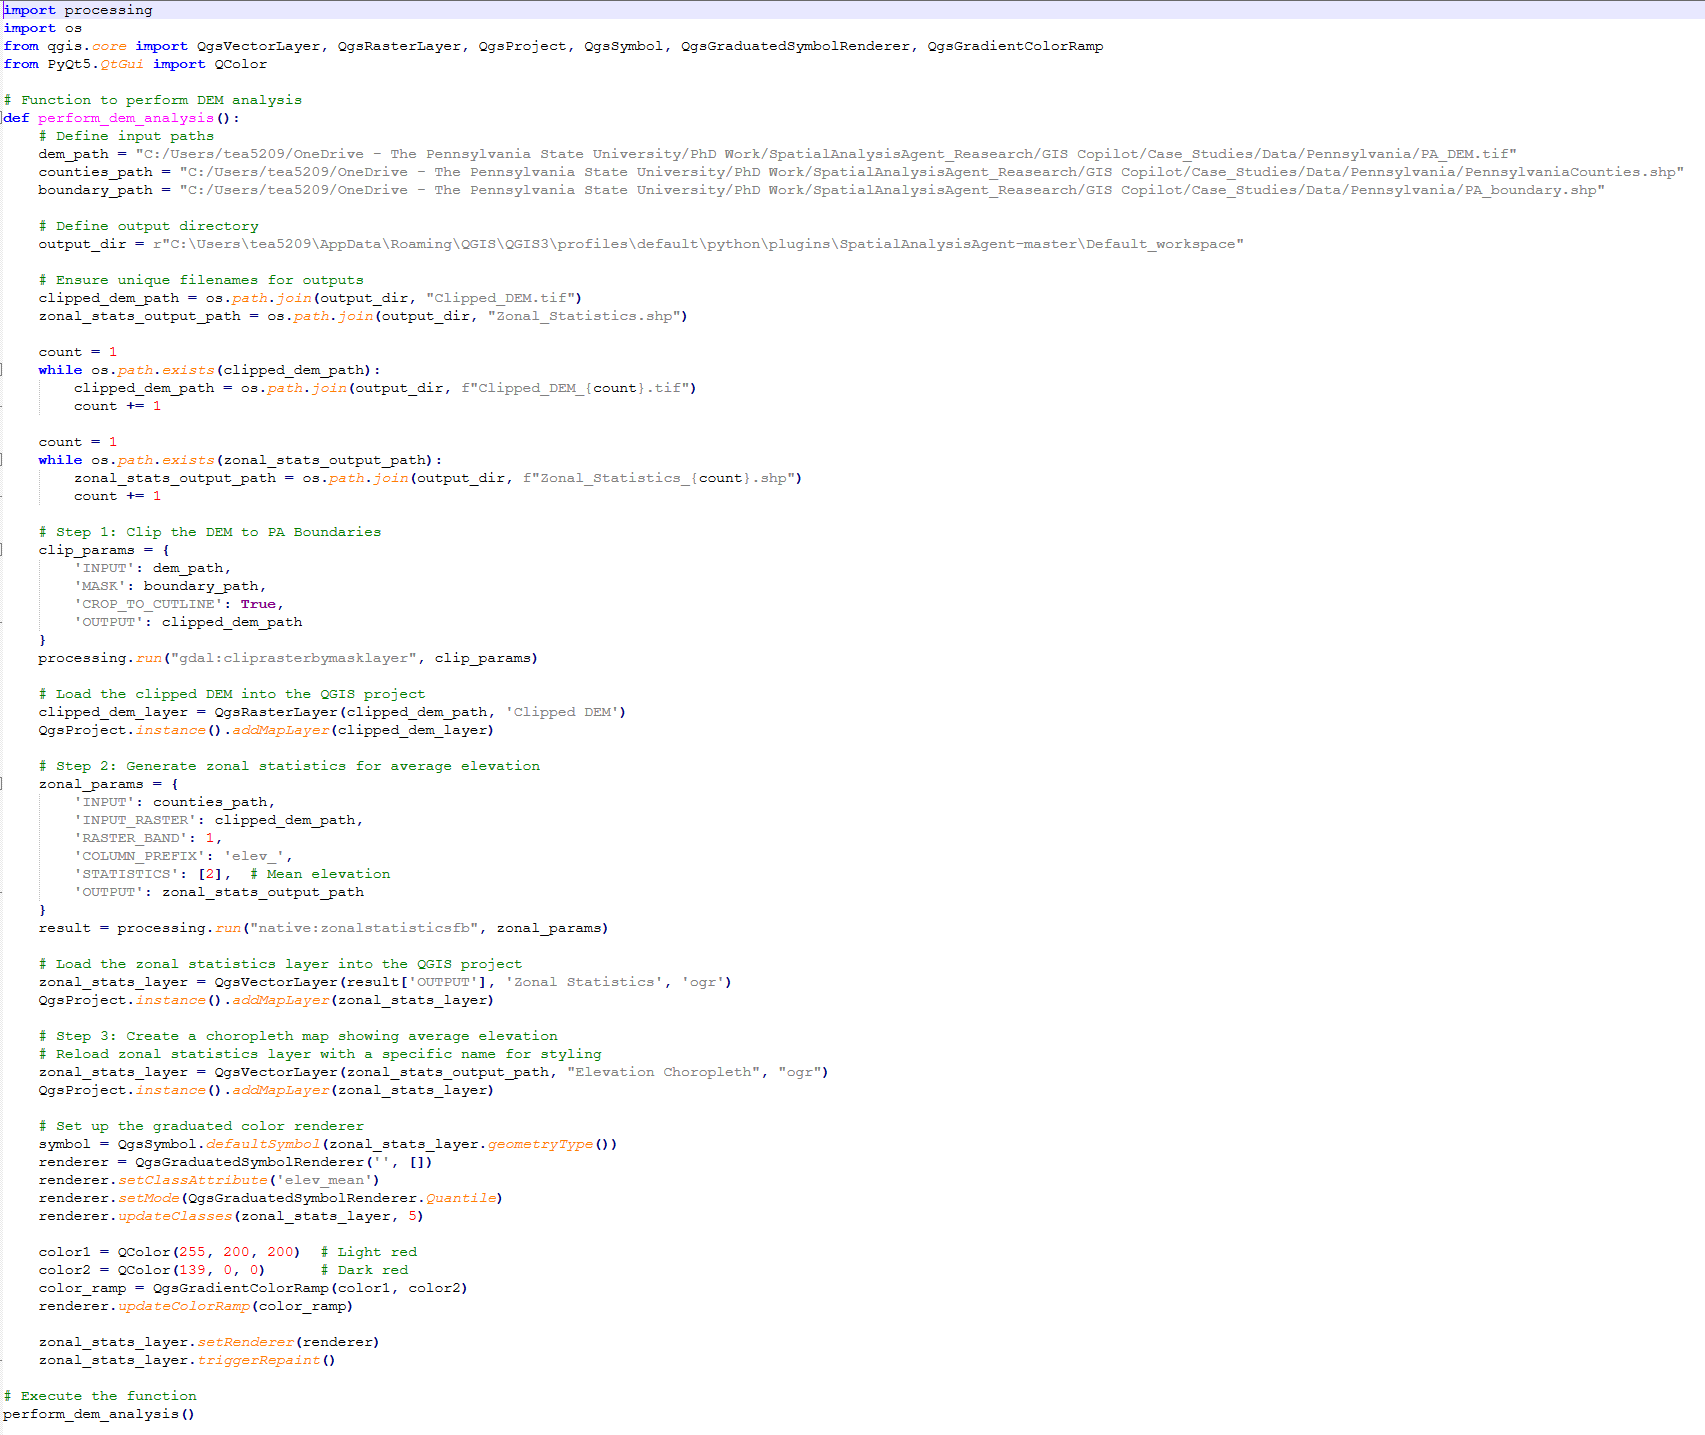 import processing
import os
from qgis.core import QgsVectorLayer, QgsRasterLayer, QgsProject, QgsSymbol, QgsGraduatedSymbolRenderer, QgsGradientColorRamp
from PyQt5.QtGui import QColor

# Function to perform DEM analysis
def perform_dem_analysis():
    # Define input paths
    dem_path = "C:/Users/tea5209/OneDrive - The Pennsylvania State University/PhD Work/SpatialAnalysisAgent_Reasearch/GIS Copilot/Case_Studies/Data/Pennsylvania/PA_DEM.tif"
    counties_path = "C:/Users/tea5209/OneDrive - The Pennsylvania State University/PhD Work/SpatialAnalysisAgent_Reasearch/GIS Copilot/Case_Studies/Data/Pennsylvania/PennsylvaniaCounties.shp"
    boundary_path = "C:/Users/tea5209/OneDrive - The Pennsylvania State University/PhD Work/SpatialAnalysisAgent_Reasearch/GIS Copilot/Case_Studies/Data/Pennsylvania/PA_boundary.shp"

    # Define output directory
    output_dir = r"C:\Users\tea5209\AppData\Roaming\QGIS\QGIS3\profiles\default\python\plugins\SpatialAnalysisAgent-master\Default_workspace"

    # Ensure unique filenames for outputs
    clipped_dem_path = os.path.join(output_dir, "Clipped_DEM.tif")
    zonal_stats_output_path = os.path.join(output_dir, "Zonal_Statistics.shp")

    count = 1
    while os.path.exists(clipped_dem_path):
        clipped_dem_path = os.path.join(output_dir, f"Clipped_DEM_{count}.tif")
        count += 1

    count = 1
    while os.path.exists(zonal_stats_output_path):
        zonal_stats_output_path = os.path.join(output_dir, f"Zonal_Statistics_{count}.shp")
        count += 1

    # Step 1: Clip the DEM to PA Boundaries
    clip_params = {
        'INPUT': dem_path,
        'MASK': boundary_path,
        'CROP_TO_CUTLINE': True,
        'OUTPUT': clipped_dem_path
    }
    processing.run("gdal:cliprasterbymasklayer", clip_params)

    # Load the clipped DEM into the QGIS project
    clipped_dem_layer = QgsRasterLayer(clipped_dem_path, 'Clipped DEM')
    QgsProject.instance().addMapLayer(clipped_dem_layer)

    # Step 2: Generate zonal statistics for average elevation
    zonal_params = {
        'INPUT': counties_path,
        'INPUT_RASTER': clipped_dem_path,
        'RASTER_BAND': 1,
        'COLUMN_PREFIX': 'elev_',
        'STATISTICS': [2],  # Mean elevation
        'OUTPUT': zonal_stats_output_path
    }
    result = processing.run("native:zonalstatisticsfb", zonal_params)

    # Load the zonal statistics layer into the QGIS project
    zonal_stats_layer = QgsVectorLayer(result['OUTPUT'], 'Zonal Statistics', 'ogr')
    QgsProject.instance().addMapLayer(zonal_stats_layer)

    # Step 3: Create a choropleth map showing average elevation
    # Reload zonal statistics layer with a specific name for styling
    zonal_stats_layer = QgsVectorLayer(zonal_stats_output_path, "Elevation Choropleth", "ogr")
    QgsProject.instance().addMapLayer(zonal_stats_layer)

    # Set up the graduated color renderer
    symbol = QgsSymbol.defaultSymbol(zonal_stats_layer.geometryType())
    renderer = QgsGraduatedSymbolRenderer('', [])
    renderer.setClassAttribute('elev_mean')
    renderer.setMode(QgsGraduatedSymbolRenderer.Quantile)
    renderer.updateClasses(zonal_stats_layer, 5)

    color1 = QColor(255, 200, 200)  # Light red
    color2 = QColor(139, 0, 0)      # Dark red
    color_ramp = QgsGradientColorRamp(color1, color2)
    renderer.updateColorRamp(color_ramp)

    zonal_stats_layer.setRenderer(renderer)
    zonal_stats_layer.triggerRepaint()

# Execute the function
perform_dem_analysis()